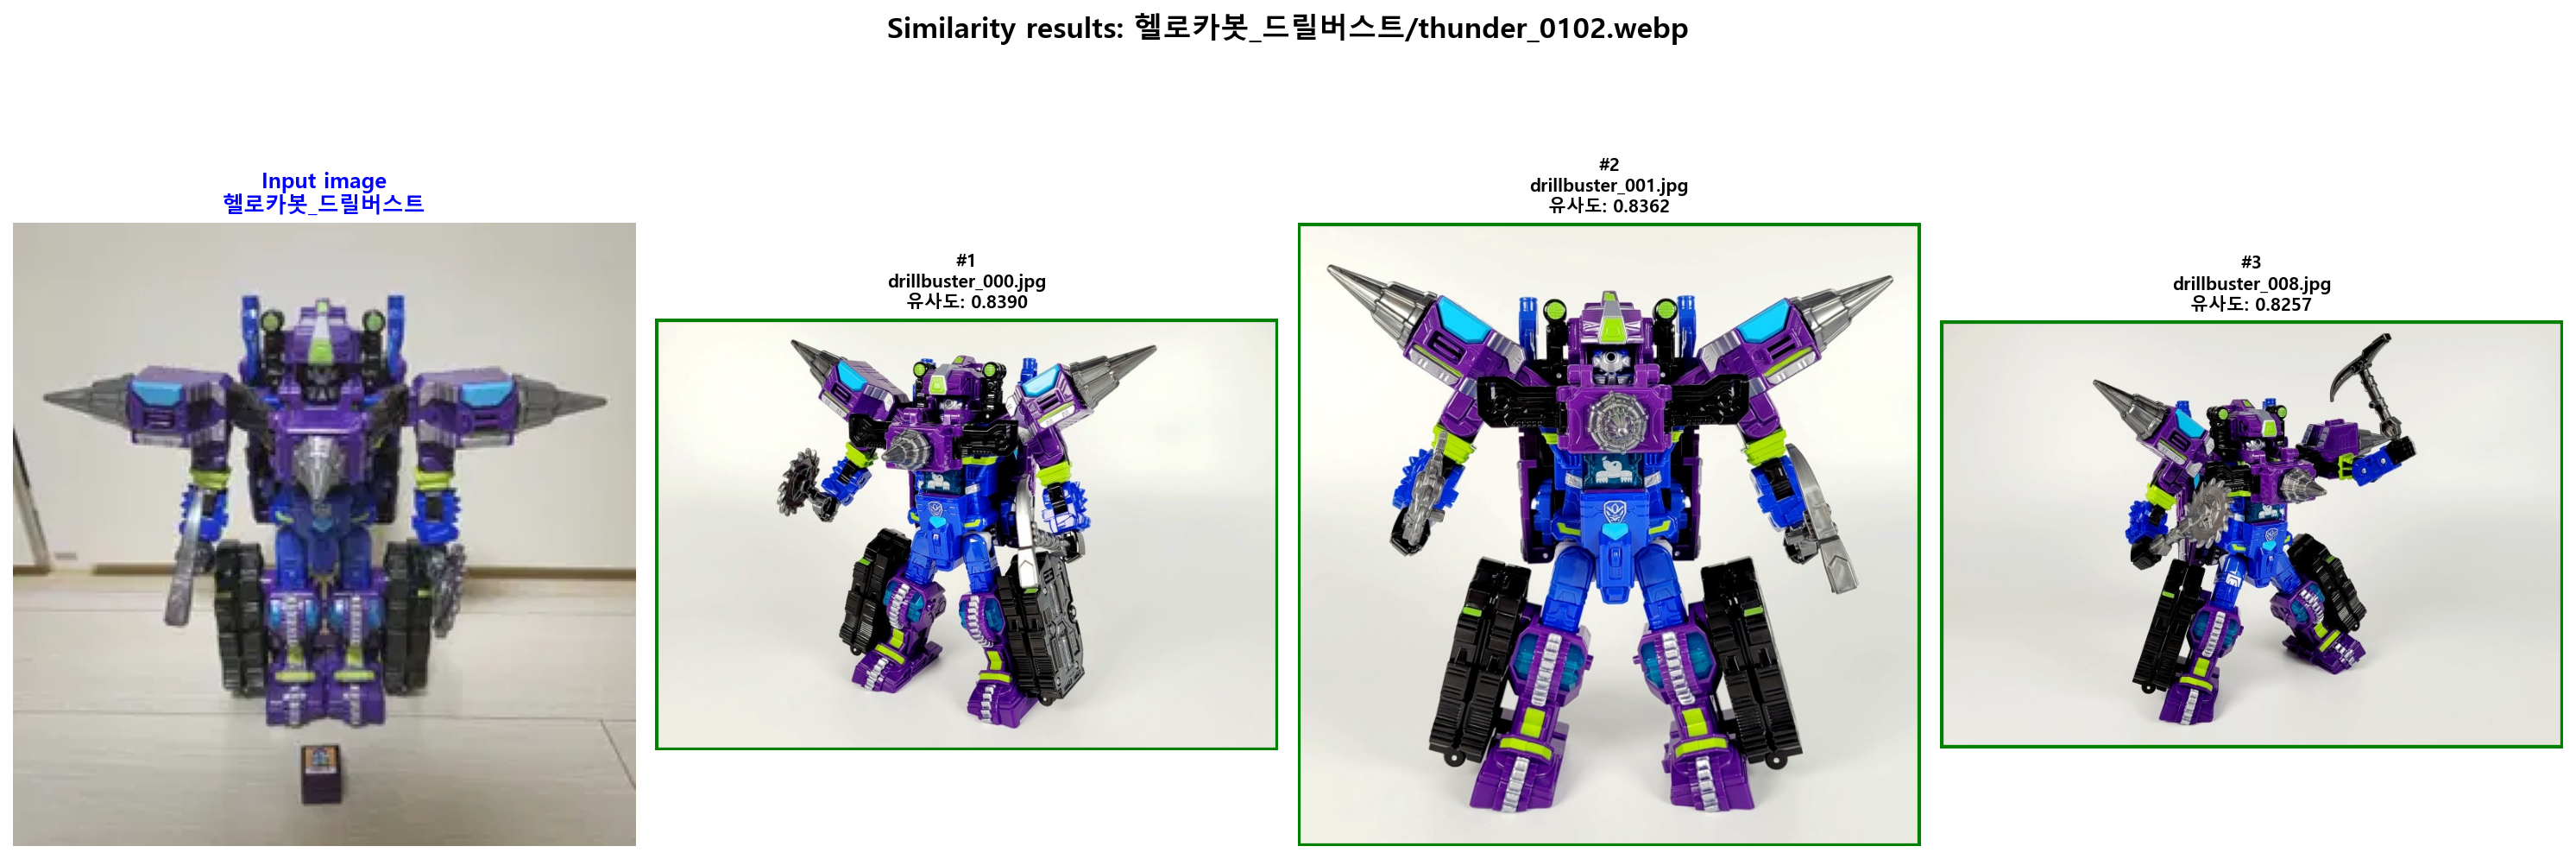 Similarity results: 헬로카봇_드릴버스트/thunder_0102.webp
Input image
헬로카봇_드릴버스트
#1
drillbuster_000.jpg
유사도: 0.8390
#2
drillbuster_001.jpg
유사도: 0.8362
#3
drillbuster_008.jpg
유사도: 0.8257